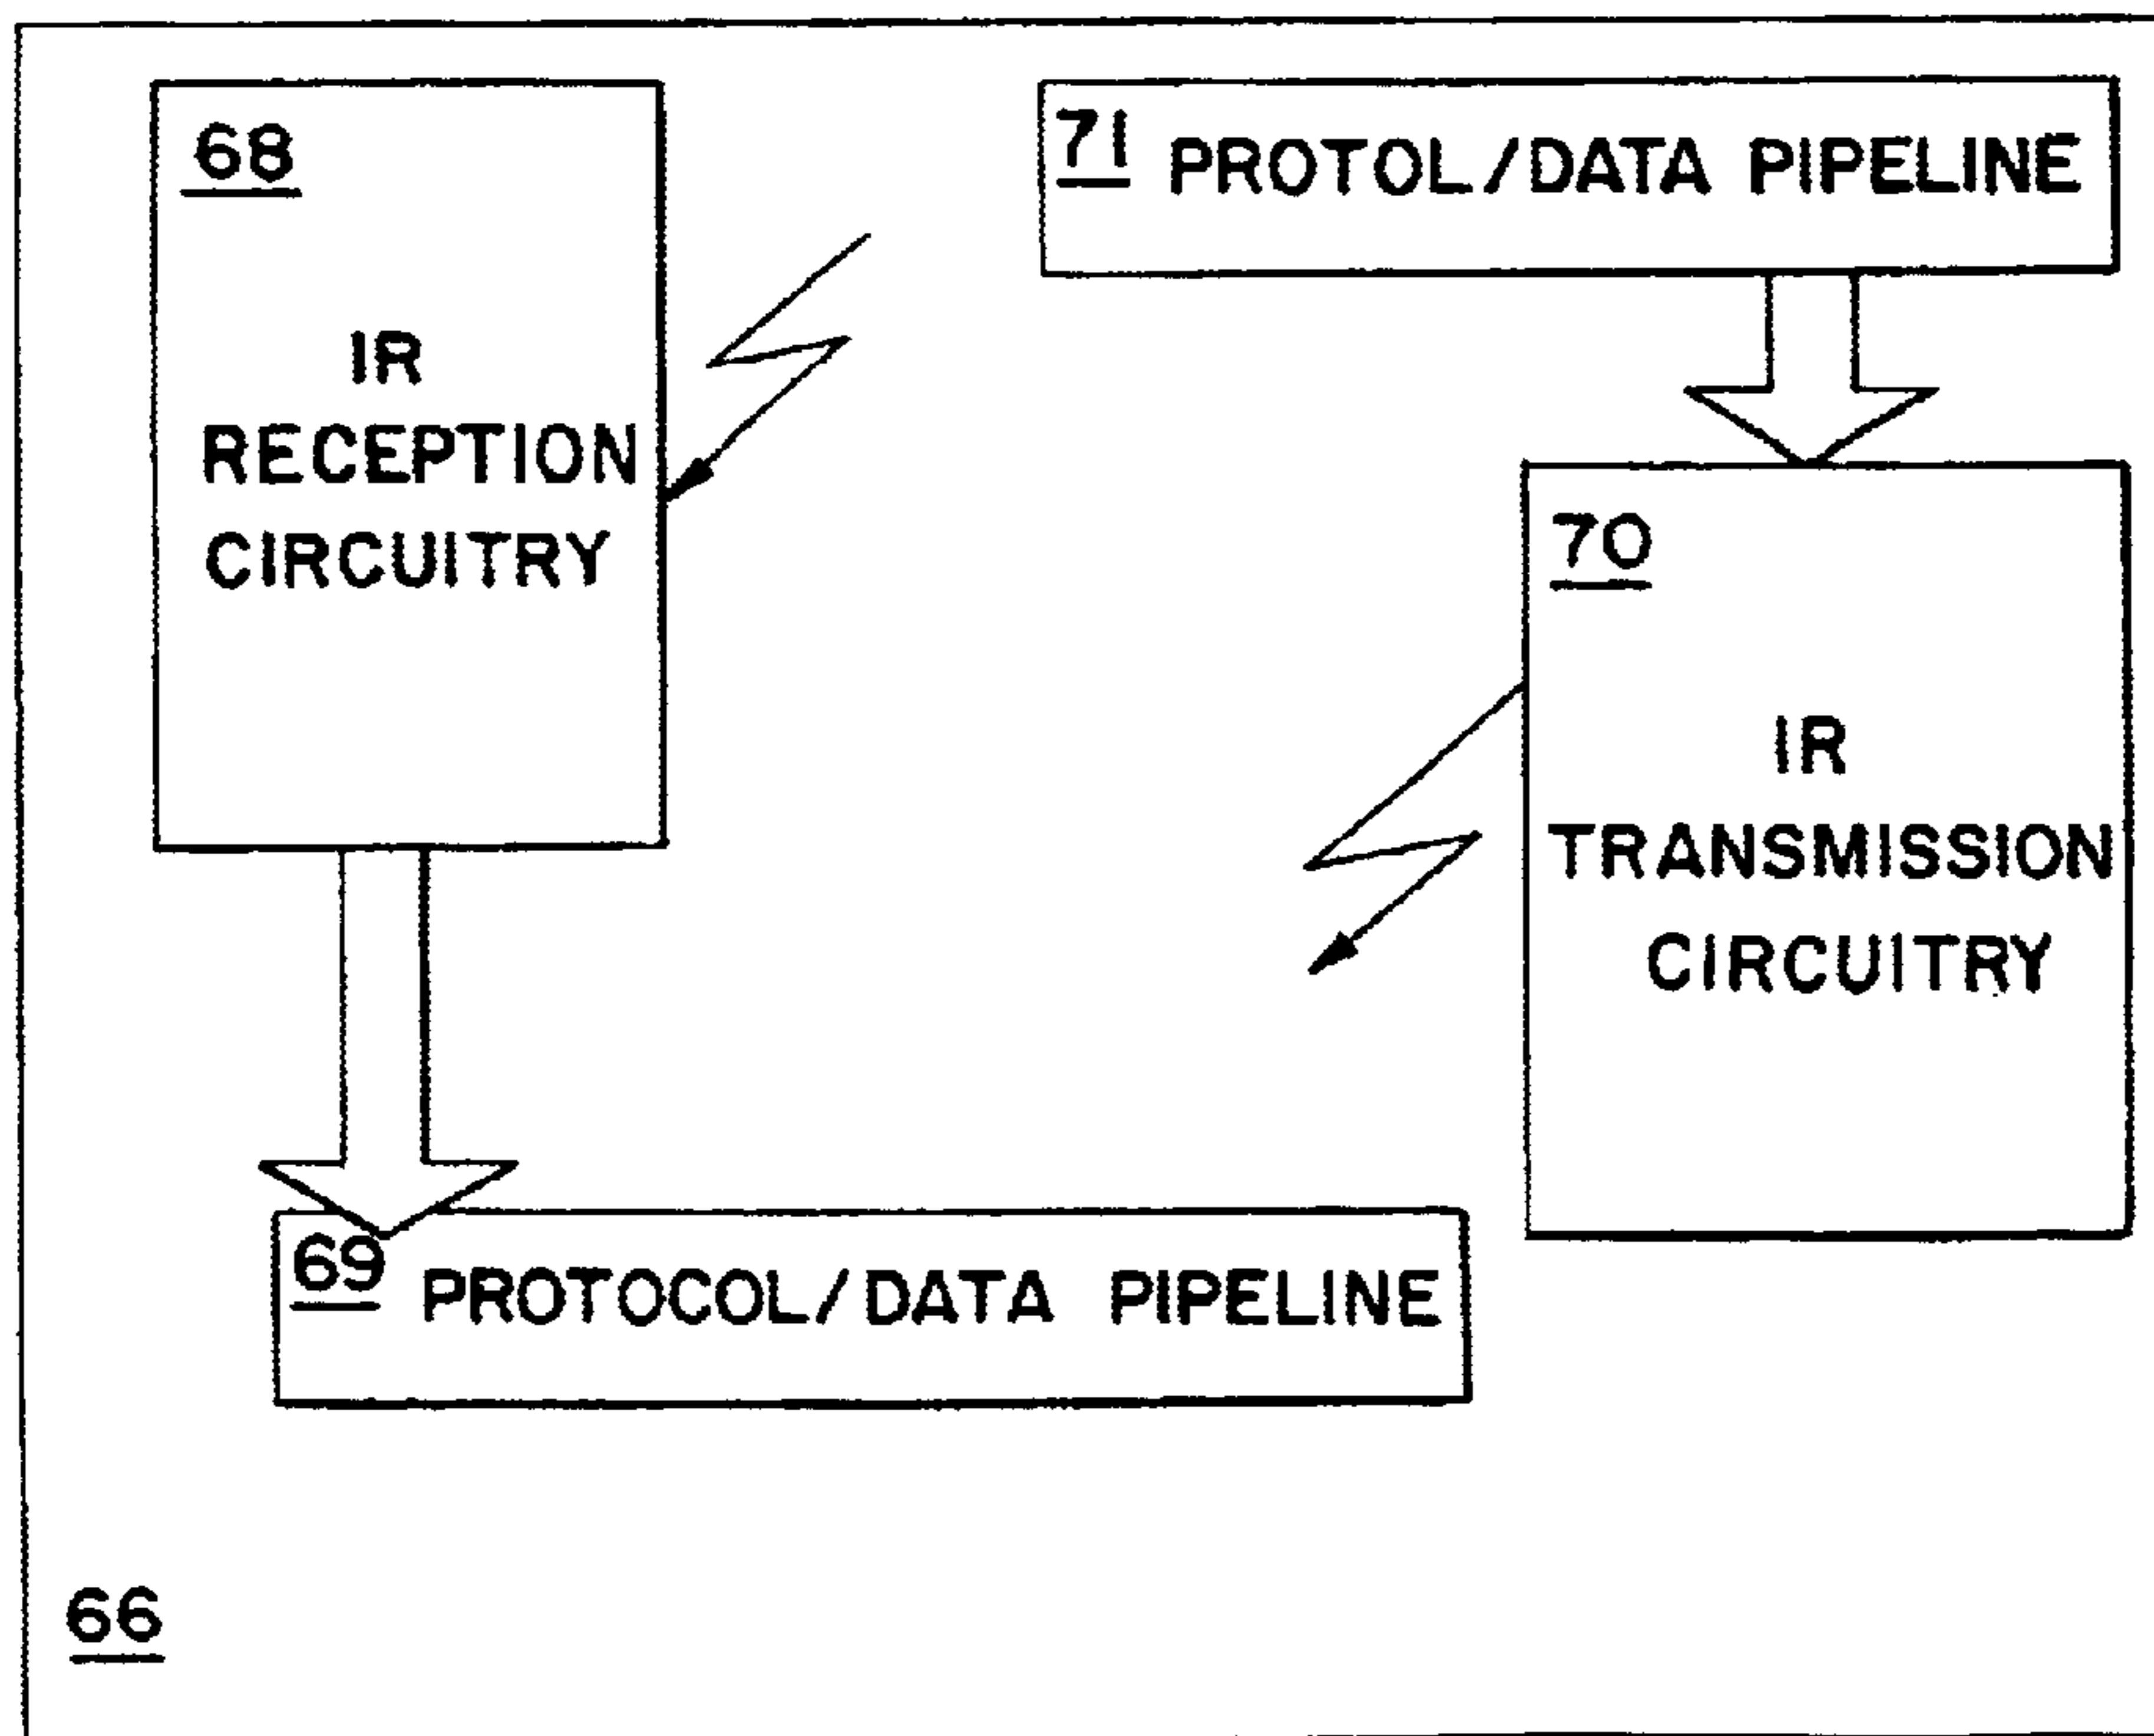 68
IR
RECEPTION
CIRCUITRY
71 PROTOL/DATA PIPELINE
70
IR
TRANSMISSION
CIRCUITRY
69 PROTOCOL/DATA PIPELINE
66